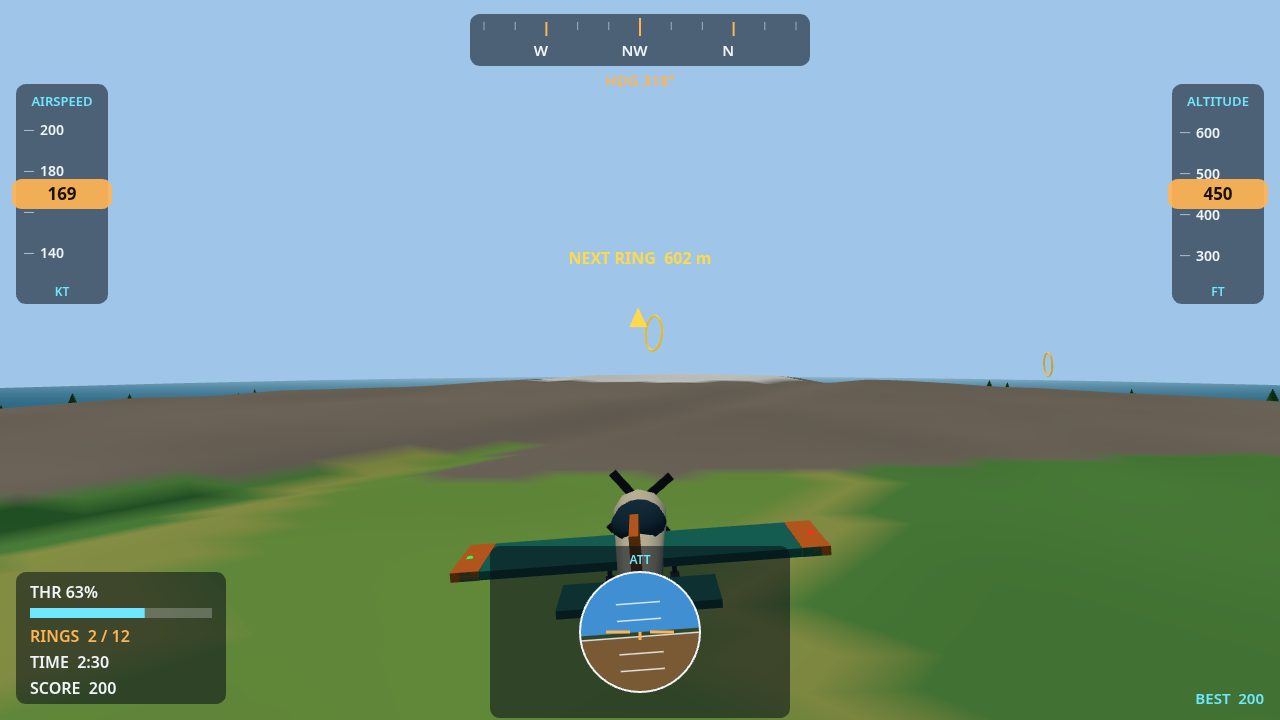 W NW N
HDG 319°
AIRSPEED
200
180
169
140
KT
ALTITUDE
600
500
450
400
300
FT
NEXT RING 602 m
ATT
THR 63%
RINGS 2 / 12
TIME 2:30
SCORE 200
BEST 200